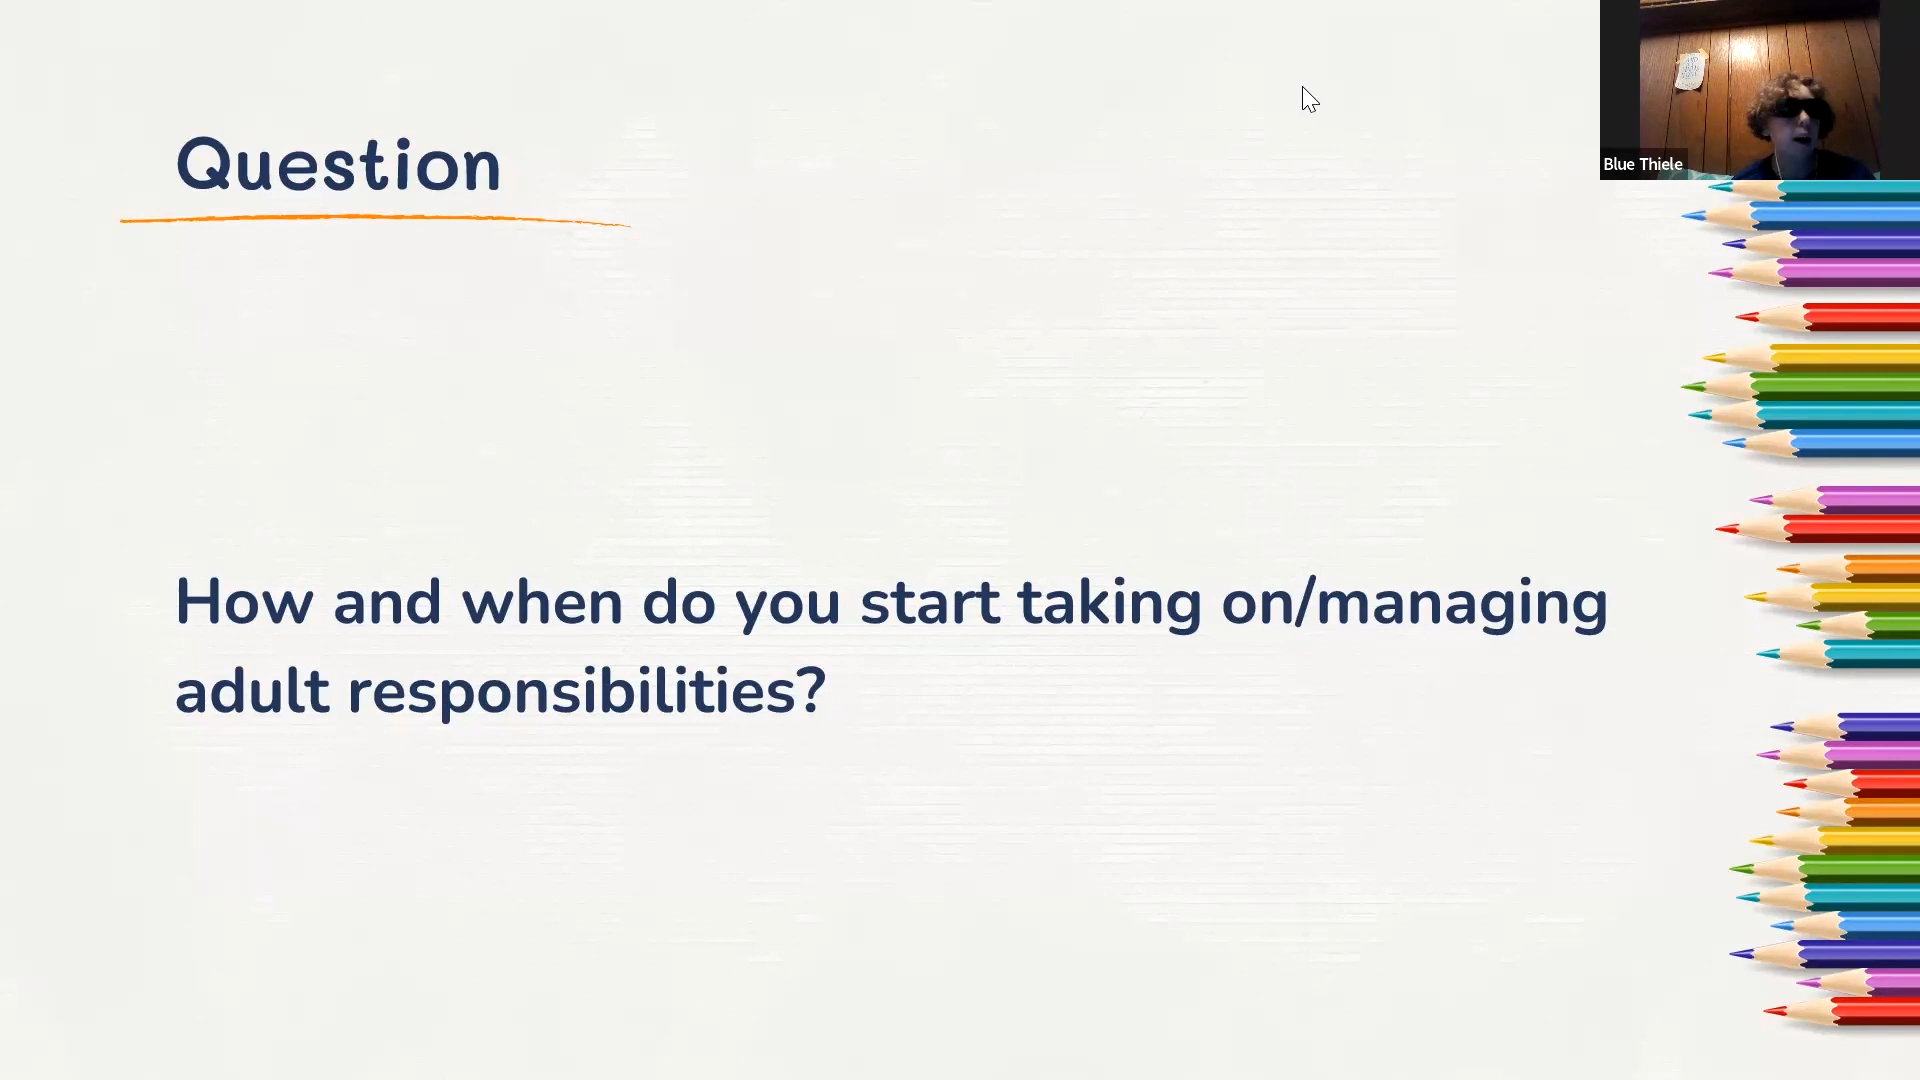 Question
How and when do you start taking on/managing
adult responsibilities?
Blue Thiele